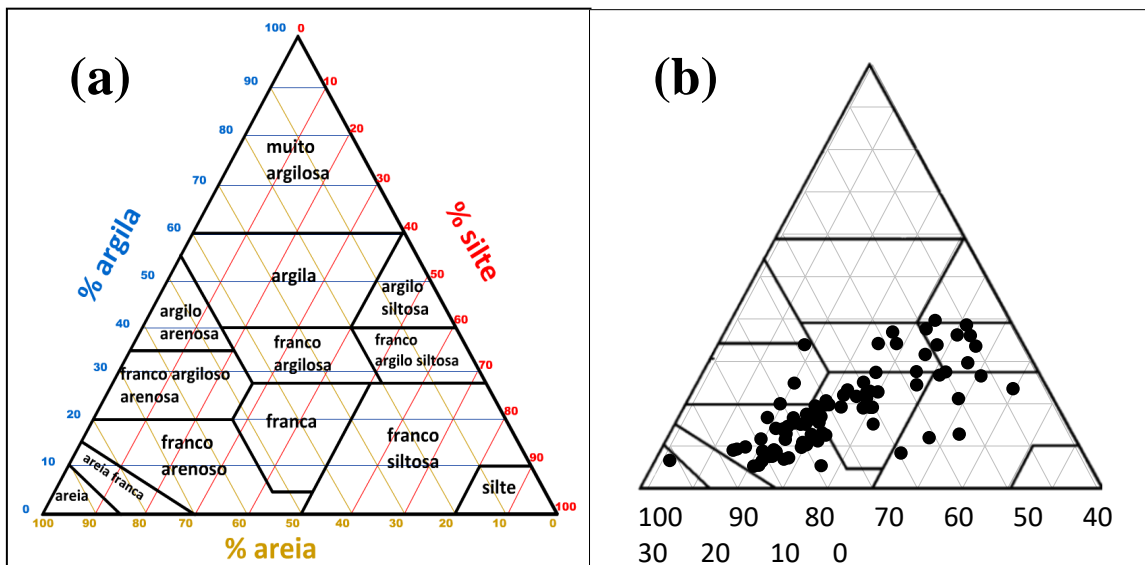 (a)
100 0
90 10
80 20
muito
argilosa
70 30
60 40
% argila
% silte
argila
50 50
argilo
siltosa
argilo
arenosa
40 60
franco
argilosa
franco
argilo siltosa
30 70
franco argiloso
arenosa
20 80
franca
franco
arenoso
franco
siltosa
10 90
areia franca
areia
silte
0 100
100 90 80 70 60 50 40 30 20 10 0
% areia
(b)
100 90 80 70 60 50 40
30 20 10 0